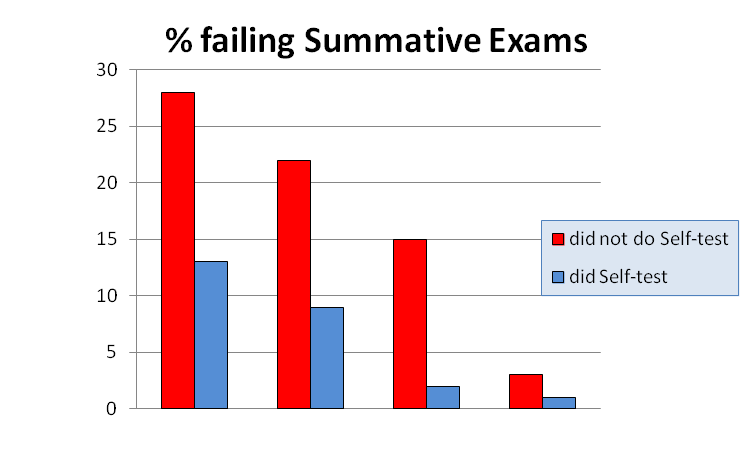 % failing Summative Exams
30
25
20
15
10
5
0
did not do Self-test
did Self-test